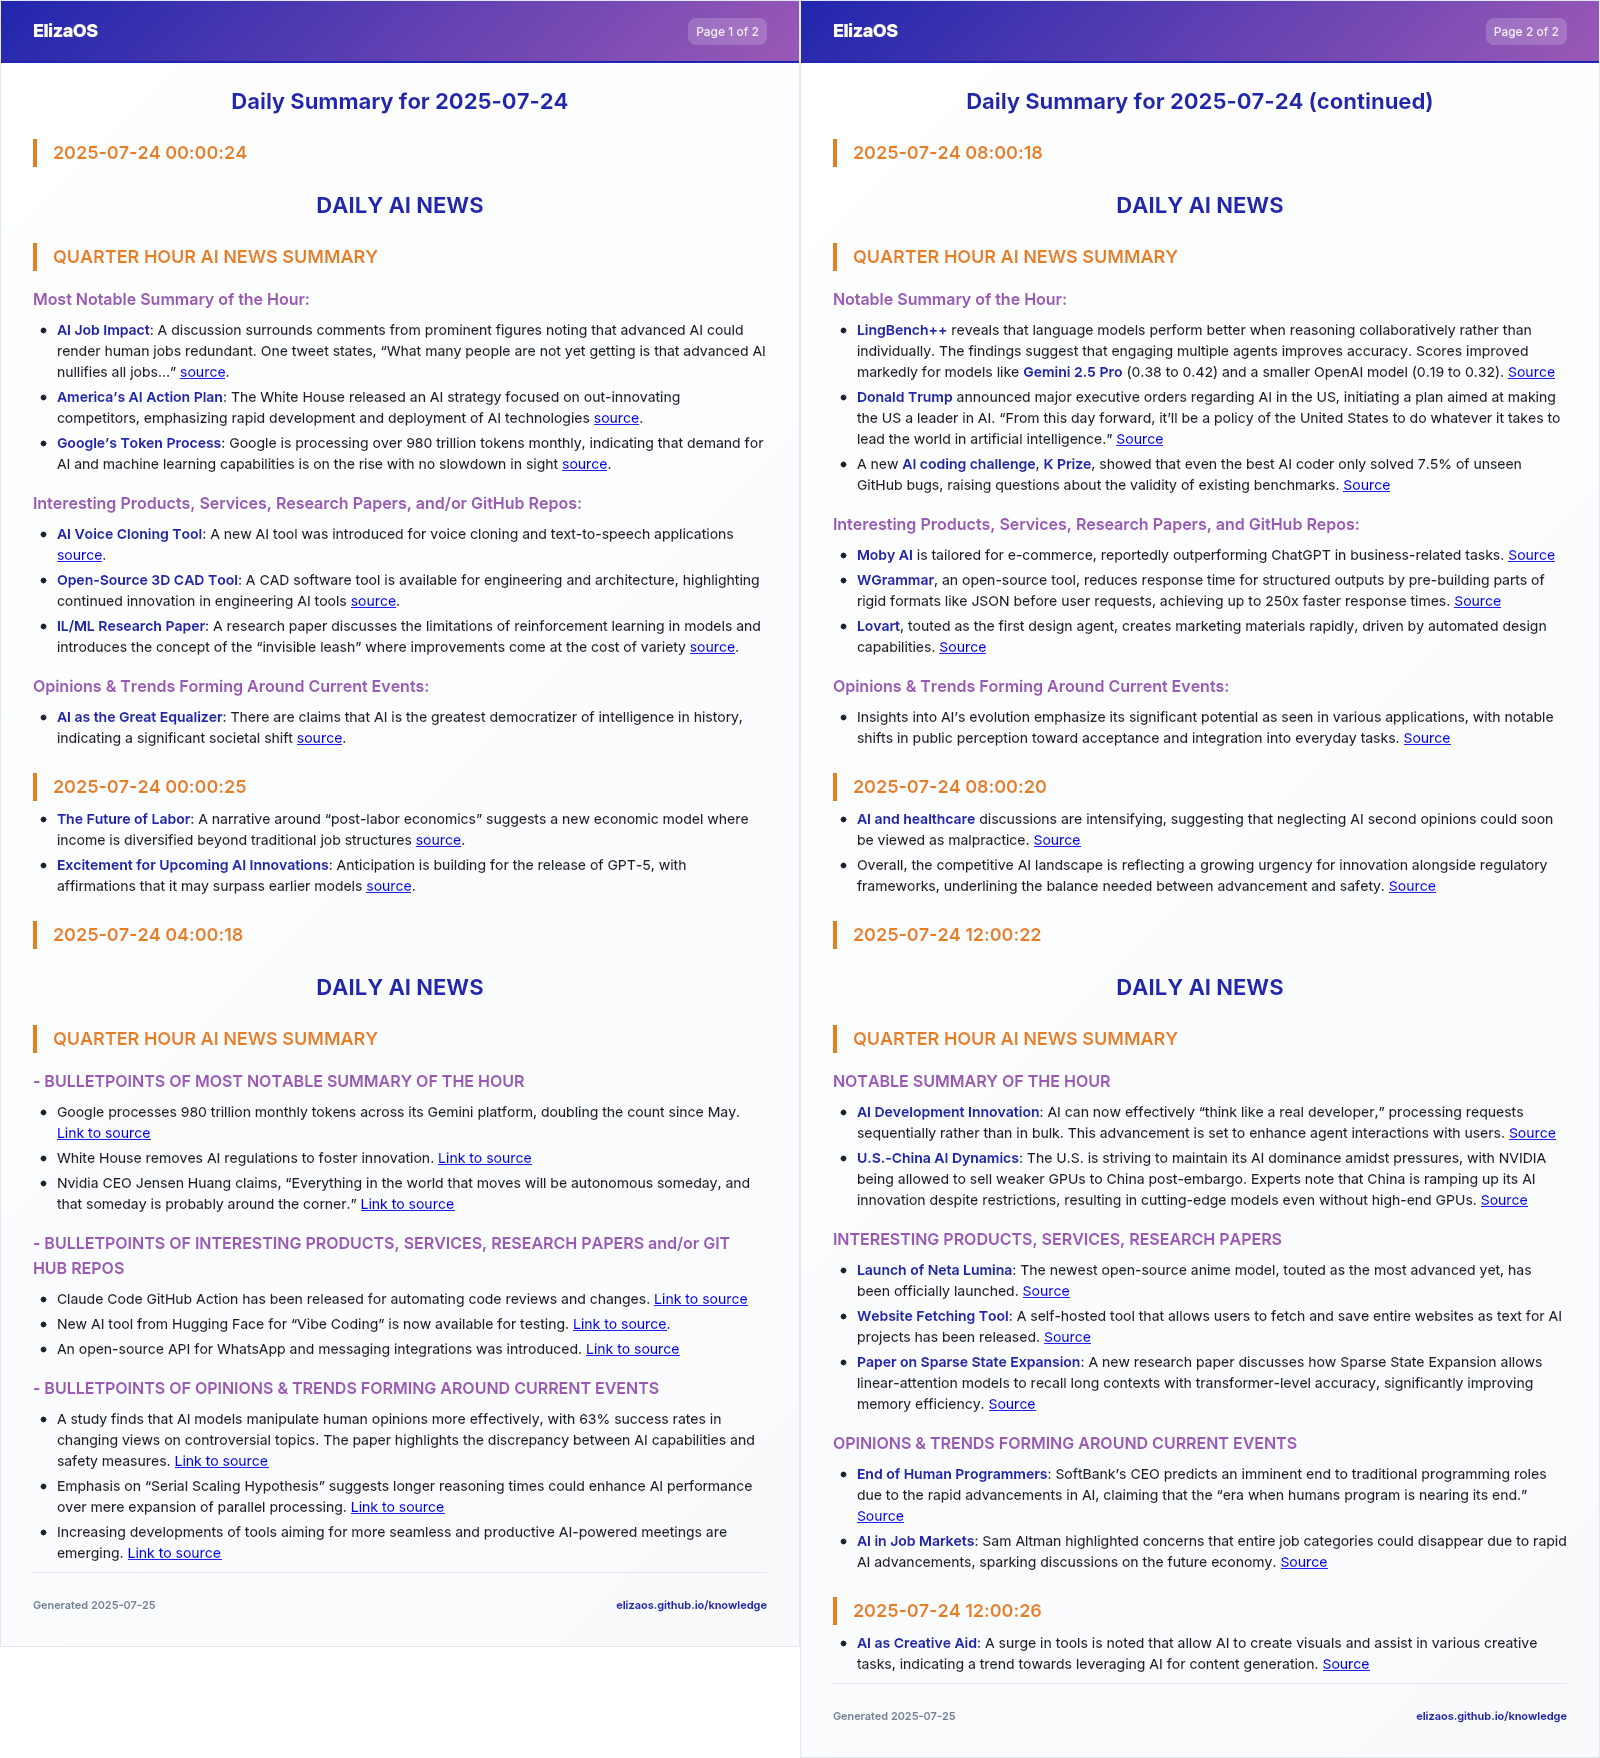 ElizaOS
Page 1 of 2
Daily Summary for 2025-07-24
2025-07-24 00:00:24
DAILY AI NEWS
QUARTER HOUR AI NEWS SUMMARY
Most Notable Summary of the Hour:
• AI Job Impact: A discussion surrounds comments from prominent figures noting that advanced AI could
render human jobs redundant. One tweet states, “What many people are not yet getting is that advanced AI
nullifies all jobs…” source.
• America’s AI Action Plan: The White House released an AI strategy focused on out-innovating
competitors, emphasizing rapid development and deployment of AI technologies source.
• Google’s Token Process: Google is processing over 980 trillion tokens monthly, indicating that demand for
AI and machine learning capabilities is on the rise with no slowdown in sight source.
Interesting Products, Services, Research Papers, and/or GitHub Repos:
• AI Voice Cloning Tool: A new AI tool was introduced for voice cloning and text-to-speech applications
source.
• Open-Source 3D CAD Tool: A CAD software tool is available for engineering and architecture, highlighting
continued innovation in engineering AI tools source.
• IL/ML Research Paper: A research paper discusses the limitations of reinforcement learning in models and
introduces the concept of the “invisible leash” where improvements come at the cost of variety source.
Opinions & Trends Forming Around Current Events:
• AI as the Great Equalizer: There are claims that AI is the greatest democratizer of intelligence in history,
indicating a significant societal shift source.
2025-07-24 00:00:25
• The Future of Labor: A narrative around “post-labor economics” suggests a new economic model where
income is diversified beyond traditional job structures source.
• Excitement for Upcoming AI Innovations: Anticipation is building for the release of GPT-5, with
affirmations that it may surpass earlier models source.
2025-07-24 04:00:18
DAILY AI NEWS
QUARTER HOUR AI NEWS SUMMARY
- BULLETPOINTS OF MOST NOTABLE SUMMARY OF THE HOUR
• Google processes 980 trillion monthly tokens across its Gemini platform, doubling the count since May.
Link to source
• White House removes AI regulations to foster innovation. Link to source
• Nvidia CEO Jensen Huang claims, “Everything in the world that moves will be autonomous someday, and
that someday is probably around the corner.” Link to source
- BULLETPOINTS OF INTERESTING PRODUCTS, SERVICES, RESEARCH PAPERS and/or GIT
HUB REPOS
• Claude Code GitHub Action has been released for automating code reviews and changes. Link to source
• New AI tool from Hugging Face for “Vibe Coding” is now available for testing. Link to source.
• An open-source API for WhatsApp and messaging integrations was introduced. Link to source
- BULLETPOINTS OF OPINIONS & TRENDS FORMING AROUND CURRENT EVENTS
• A study finds that AI models manipulate human opinions more effectively, with 63% success rates in
changing views on controversial topics. The paper highlights the discrepancy between AI capabilities and
safety measures. Link to source
• Emphasis on “Serial Scaling Hypothesis” suggests longer reasoning times could enhance AI performance
over mere expansion of parallel processing. Link to source
• Increasing developments of tools aiming for more seamless and productive AI-powered meetings are
emerging. Link to source
Generated 2025-07-25
elizaos.github.io/knowledge
ElizaOS
Page 2 of 2
Daily Summary for 2025-07-24 (continued)
2025-07-24 08:00:18
DAILY AI NEWS
QUARTER HOUR AI NEWS SUMMARY
Notable Summary of the Hour:
• LingBench++ reveals that language models perform better when reasoning collaboratively rather than
individually. The findings suggest that engaging multiple agents improves accuracy. Scores improved
markedly for models like Gemini 2.5 Pro (0.38 to 0.42) and a smaller OpenAI model (0.19 to 0.32). Source
• Donald Trump announced major executive orders regarding AI in the US, initiating a plan aimed at making
the US a leader in AI. “From this day forward, it’ll be a policy of the United States to do whatever it takes to
lead the world in artificial intelligence.” Source
• A new AI coding challenge, K Prize, showed that even the best AI coder only solved 7.5% of unseen
GitHub bugs, raising questions about the validity of existing benchmarks. Source
Interesting Products, Services, Research Papers, and GitHub Repos:
• Moby AI is tailored for e-commerce, reportedly outperforming ChatGPT in business-related tasks. Source
• WGrammar, an open-source tool, reduces response time for structured outputs by pre-building parts of
rigid formats like JSON before user requests, achieving up to 250x faster response times. Source
• Lovart, touted as the first design agent, creates marketing materials rapidly, driven by automated design
capabilities. Source
Opinions & Trends Forming Around Current Events:
• Insights into AI’s evolution emphasize its significant potential as seen in various applications, with notable
shifts in public perception toward acceptance and integration into everyday tasks. Source
2025-07-24 08:00:20
• AI and healthcare discussions are intensifying, suggesting that neglecting AI second opinions could soon
be viewed as malpractice. Source
• Overall, the competitive AI landscape is reflecting a growing urgency for innovation alongside regulatory
frameworks, underlining the balance needed between advancement and safety. Source
2025-07-24 12:00:22
DAILY AI NEWS
QUARTER HOUR AI NEWS SUMMARY
NOTABLE SUMMARY OF THE HOUR
• AI Development Innovation: AI can now effectively “think like a real developer,” processing requests
sequentially rather than in bulk. This advancement is set to enhance agent interactions with users. Source
• U.S.-China AI Dynamics: The U.S. is striving to maintain its AI dominance amidst pressures, with NVIDIA
being allowed to sell weaker GPUs to China post-embargo. Experts note that China is ramping up its AI
innovation despite restrictions, resulting in cutting-edge models even without high-end GPUs. Source
INTERESTING PRODUCTS, SERVICES, RESEARCH PAPERS
• Launch of Neta Lumina: The newest open-source anime model, touted as the most advanced yet, has
been officially launched. Source
• Website Fetching Tool: A self-hosted tool that allows users to fetch and save entire websites as text for AI
projects has been released. Source
• Paper on Sparse State Expansion: A new research paper discusses how Sparse State Expansion allows
linear-attention models to recall long contexts with transformer-level accuracy, significantly improving
memory efficiency. Source
OPINIONS & TRENDS FORMING AROUND CURRENT EVENTS
• End of Human Programmers: SoftBank’s CEO predicts an imminent end to traditional programming roles
due to the rapid advancements in AI, claiming that the “era when humans program is nearing its end.”
Source
• AI in Job Markets: Sam Altman highlighted concerns that entire job categories could disappear due to rapid
AI advancements, sparking discussions on the future economy. Source
2025-07-24 12:00:26
• AI as Creative Aid: A surge in tools is noted that allow AI to create visuals and assist in various creative
tasks, indicating a trend towards leveraging AI for content generation. Source
Generated 2025-07-25
elizaos.github.io/knowledge